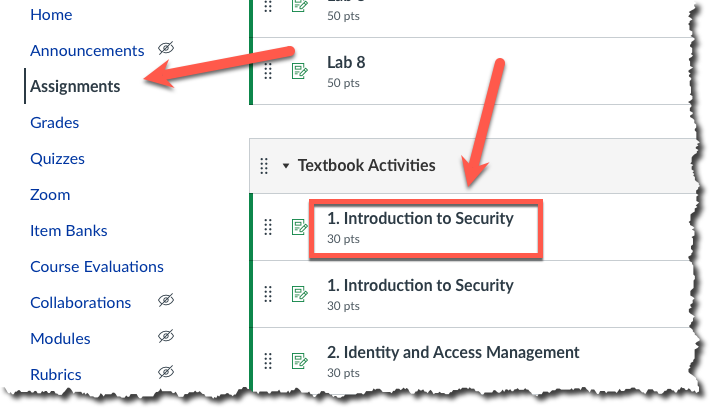 Home
Announcements
Assignments
Grades
Quizzes
Zoom
Item Banks
Course Evaluations
Collaborations
Modules
Rubrics
50 pts
Lab 8
50 pts
Textbook Activities
1. Introduction to Security
30 pts
1. Introduction to Security
30 pts
2. Identity and Access Management
30 pts